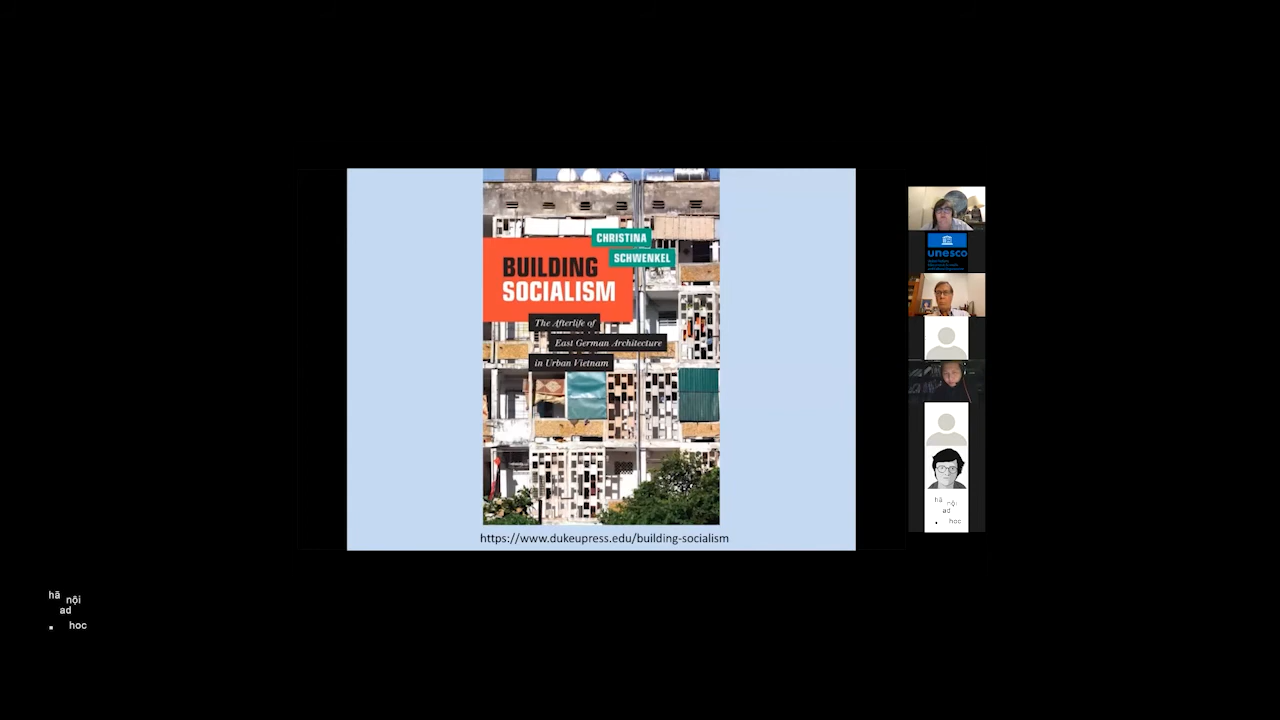 CHRISTINA
SCHWENKEL
BUILDING
SOCIALISM
The Afterlife of
East German Architecture
in Urban Vietnam
https://www.dukeupress.edu/building-socialism
unesco
hà
nội
ad
. hoc
hà
nội
ad
. hoc